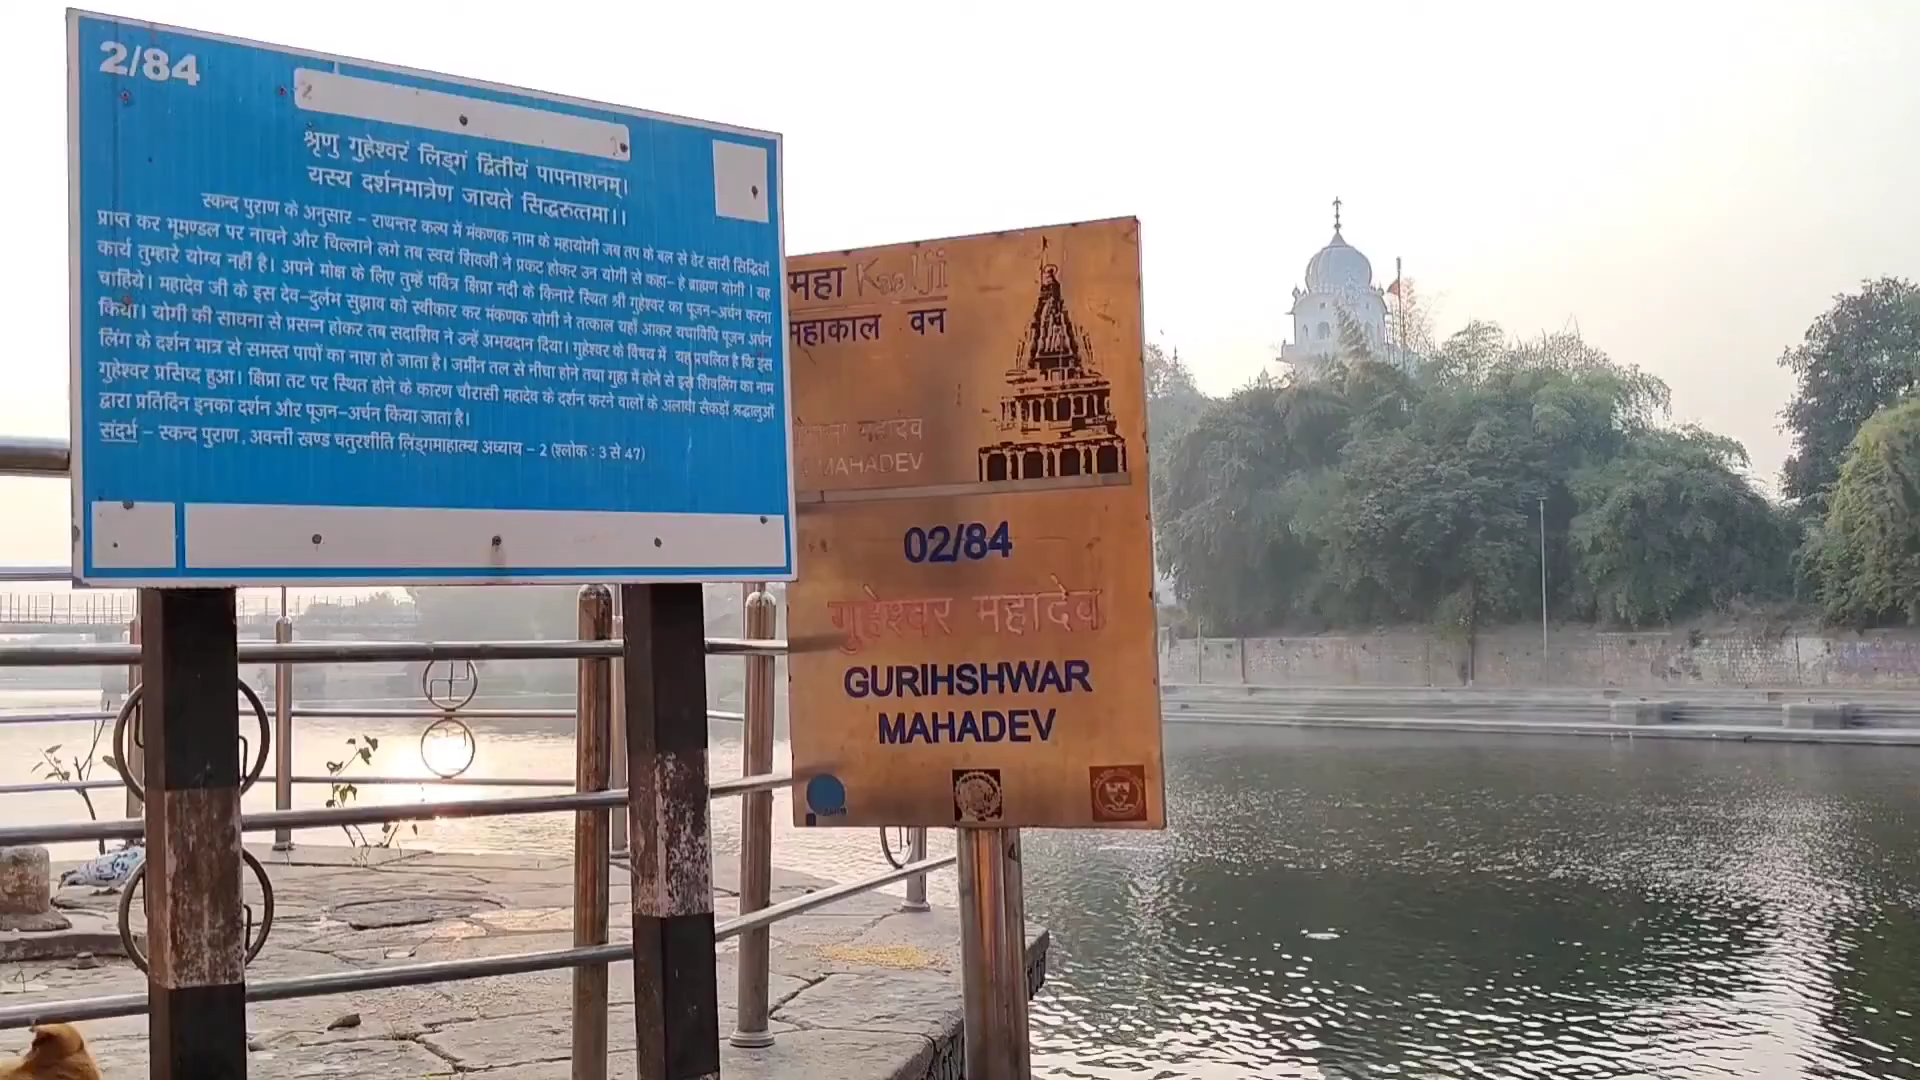 2/84
श्रृणु गुहेश्वरं लिङ्गं द्वितीयं पापनाशनम्।
यस्य दर्शनमात्रेण जायते सिद्धरुत्तमा।।
स्कन्द पुराण के अनुसार – राथन्तर कल्प में मंकणक नाम के महायोगी जब तप के बल से ढेर सारी सिद्धियाँ
प्राप्त कर भूमण्डल पर नाचने और चिल्लाने लगे तब स्वयं शिवजी ने प्रकट होकर उन योगी से कहा– हे ब्राह्मण योगी ! यह
कार्य तुम्हारे योग्य नहीं है। अपने मोक्ष के लिए तुम्हें पवित्र क्षिप्रा नदी के किनारे स्थित श्री गुहेश्वर का पूजन–अर्चन करना
चाहिये। महादेव जी के इस देव–दुर्लभ सुझाव को स्वीकार कर मंकणक योगी ने तत्काल यहाँ आकर यथाविधि पूजन अर्चन
किया। योगी की साधना से प्रसन्न होकर तब सदाशिव ने उन्हें अभयदान दिया। गुहेश्वर के विषय में यह प्रचलित है कि इस
लिंग के दर्शन मात्र से समस्त पापों का नाश हो जाता है। जमीन तल से नीचा होने तथा गुहा में होने से इस शिवलिंग का नाम
गुहेश्वर प्रसिध्द हुआ। क्षिप्रा तट पर स्थित होने के कारण चौरासी महादेव के दर्शन करने वालों के अलावा सैकड़ों श्रद्धालुओं
द्वारा प्रतिदिन इनका दर्शन और पूजन–अर्चन किया जाता है।
संदर्भ – स्कन्द पुराण, अवन्ती खण्ड चतुरशीति लिंङ्गमाहात्म्य अध्याय – 2 (श्लोक : 3 से 47)
महा Kaalji
महाकाल वन
महादेव
MAHADEV
02/84
गुहेश्वर महादेव
GURIHSHWAR
MAHADEV